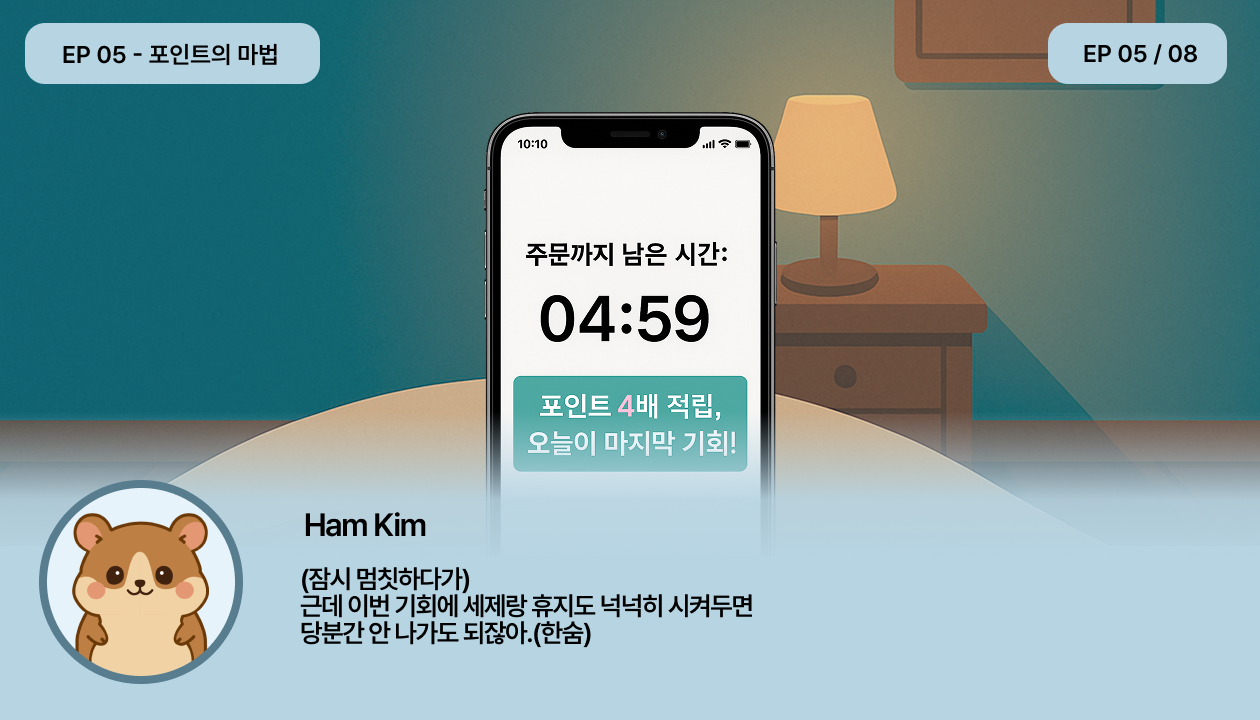 EP 05 - 포인트의 마법
EP 05 / 08
10:10
주문까지 남은 시간:
04:59
포인트 4배 적립,
오늘이 마지막 기회!
Ham Kim
(잠시 멈칫하다가)
근데 이번 기회에 세제랑 휴지도 넉넉히 시켜두면
당분간 안 나가도 되잖아.(한숨)